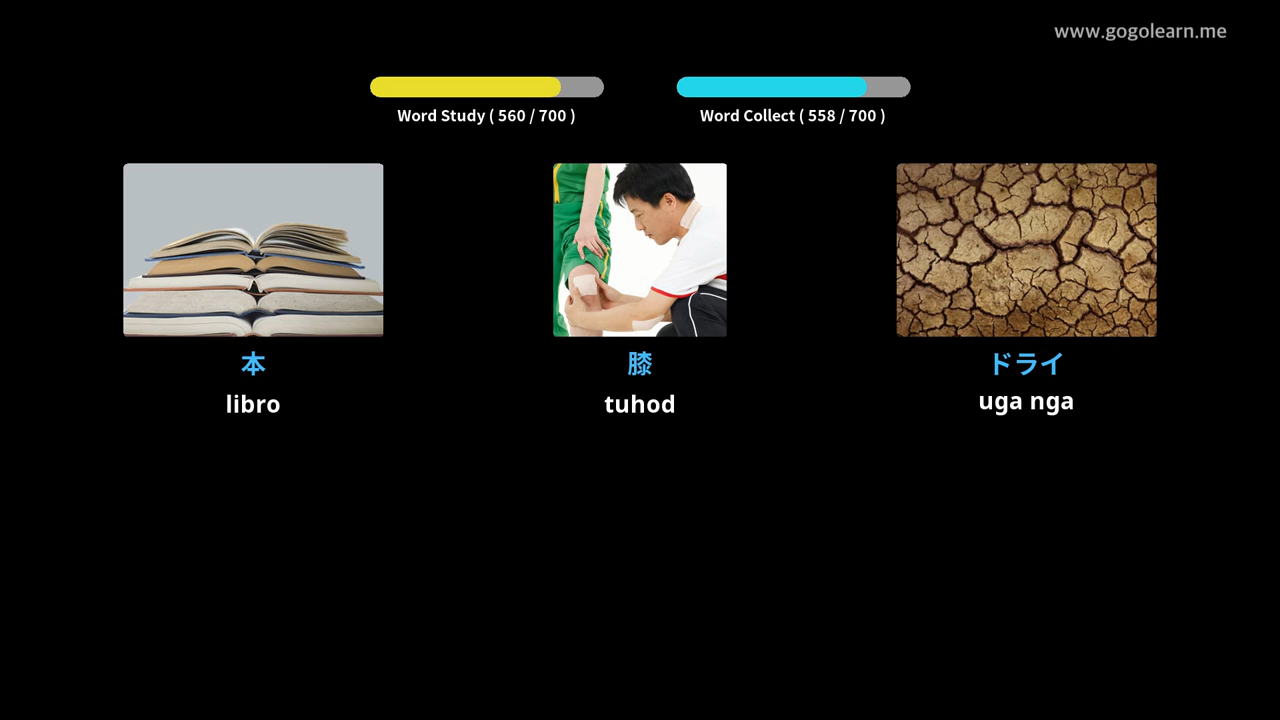 www.gogolearn.me
Word Study ( 560 / 700 )
Word Collect ( 558 / 700 )
本
libro
膝
tuhod
ドライ
uga nga